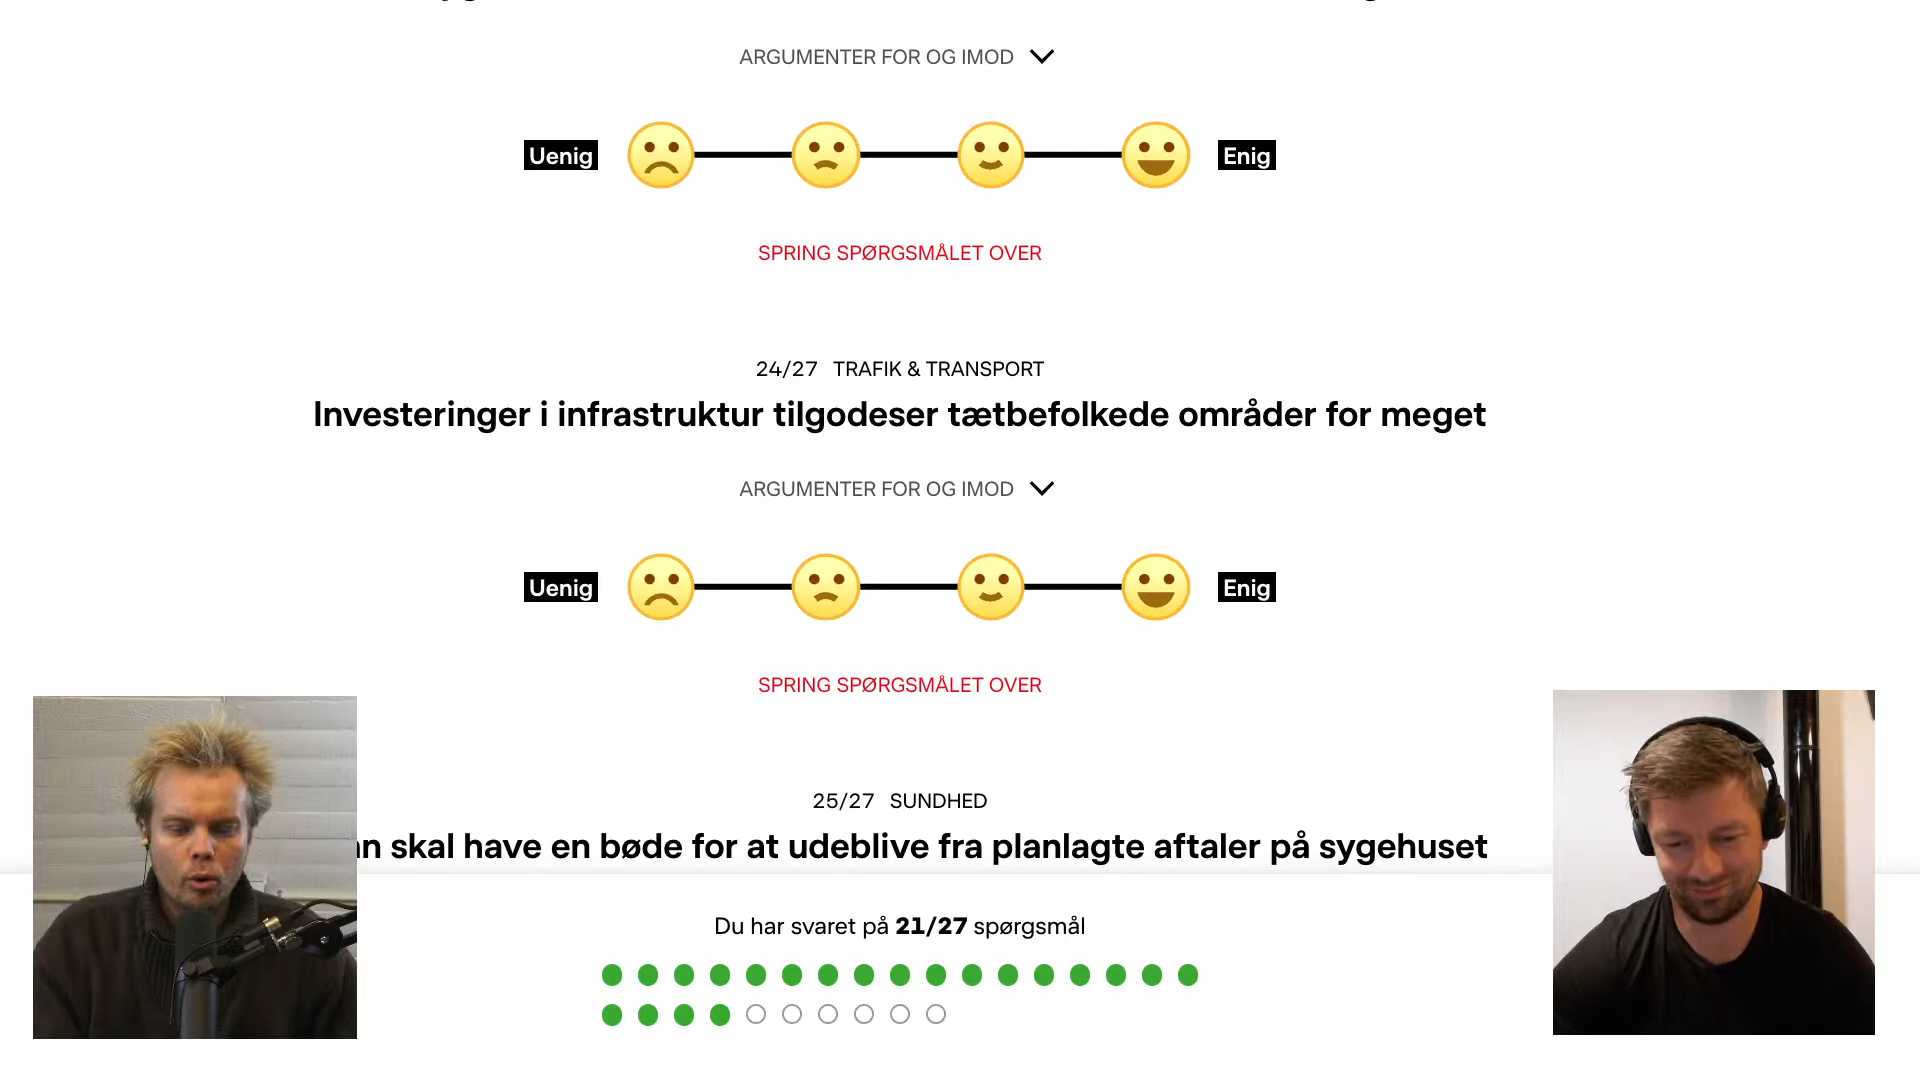 ARGUMENTER FOR OG IMOD
Uenig
Enig
SPRING SPØRGSMÅLET OVER
24/27 TRAFIK & TRANSPORT
Investeringer i infrastruktur tilgodeser tætbefolkede områder for meget
ARGUMENTER FOR OG IMOD
Uenig
Enig
SPRING SPØRGSMÅLET OVER
25/27 SUNDHED
skal have en bøde for at udeblive fra planlagte aftaler på sygehuset
Du har svaret på 21/27 spørgsmål